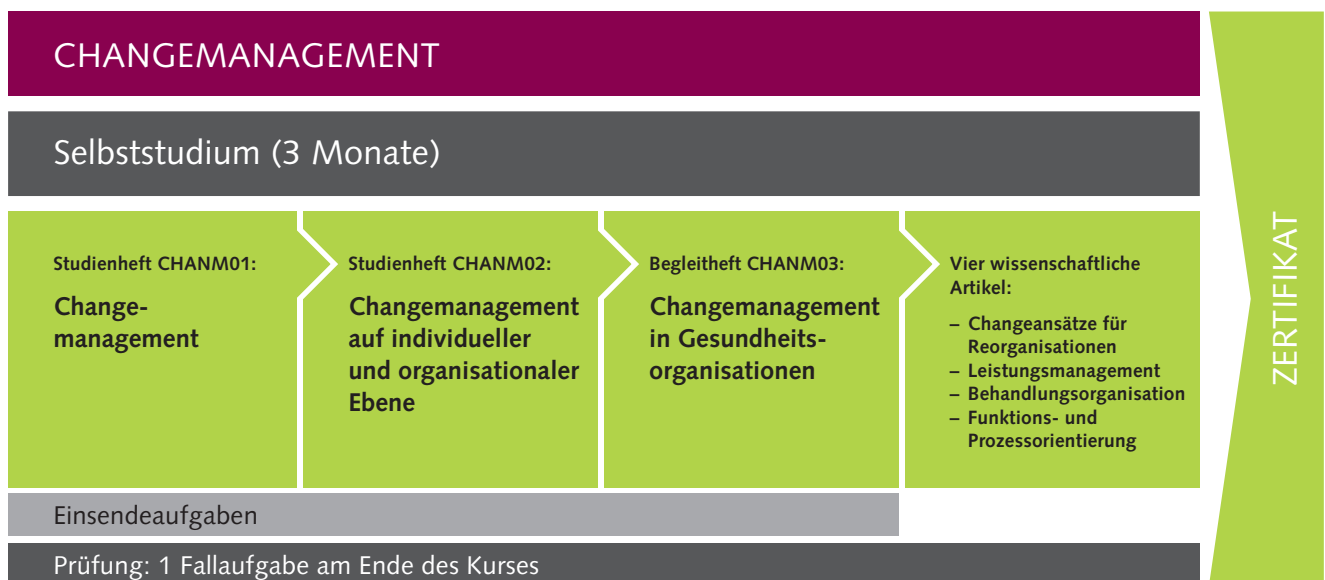 CHANGEMANAGEMENT
Selbststudium (3 Monate)
Studienheft CHANM01:
Change-
management
Studienheft CHANM02:
Changemanagement
auf individueller
und organisationaler
Ebene
Begleitheft CHANM03:
Changemanagement
in Gesundheits-
organisationen
Vier wissenschaftliche
Artikel:
– Changeansätze für
Reorganisationen
– Leistungsmanagement
– Behandlungsorganisation
– Funktions- und
Prozessorientierung
Einsendeaufgaben
Prüfung: 1 Fallaufgabe am Ende des Kurses
ZERTIFIKAT